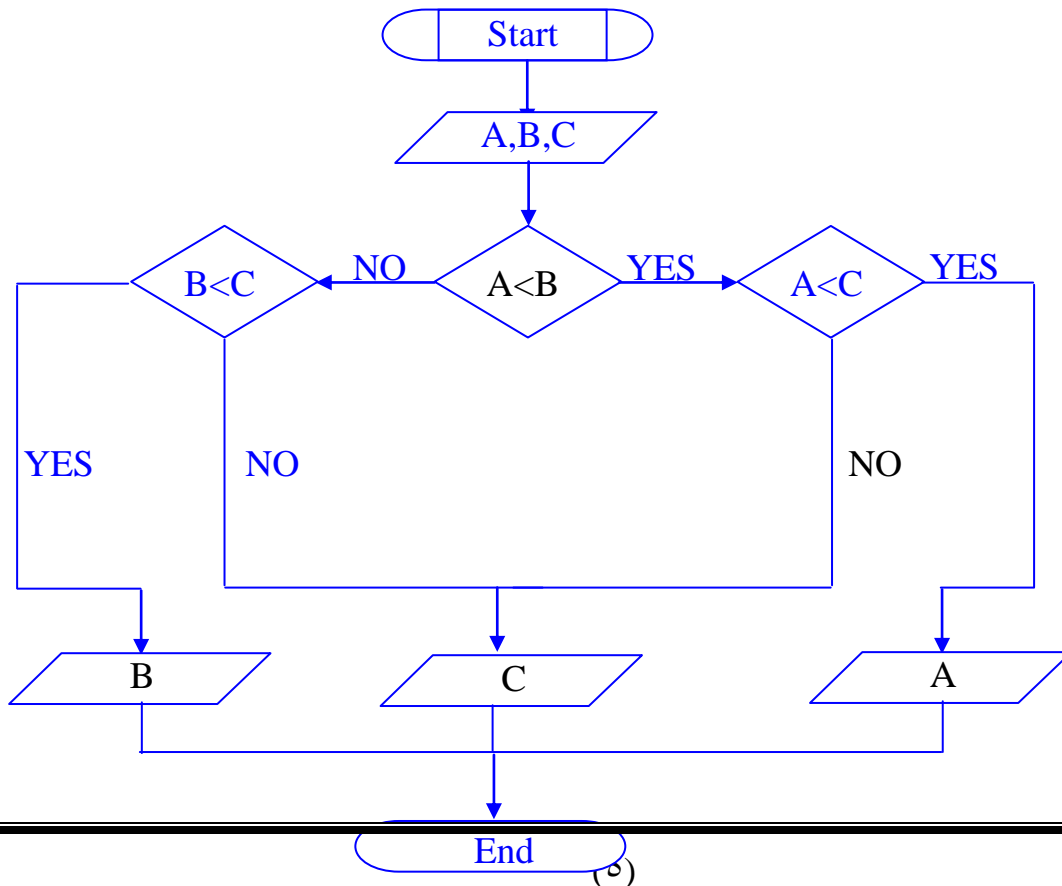 Start
A,B,C
B<C NO A<B YES A<C YES
YES NO NO
B C A
End